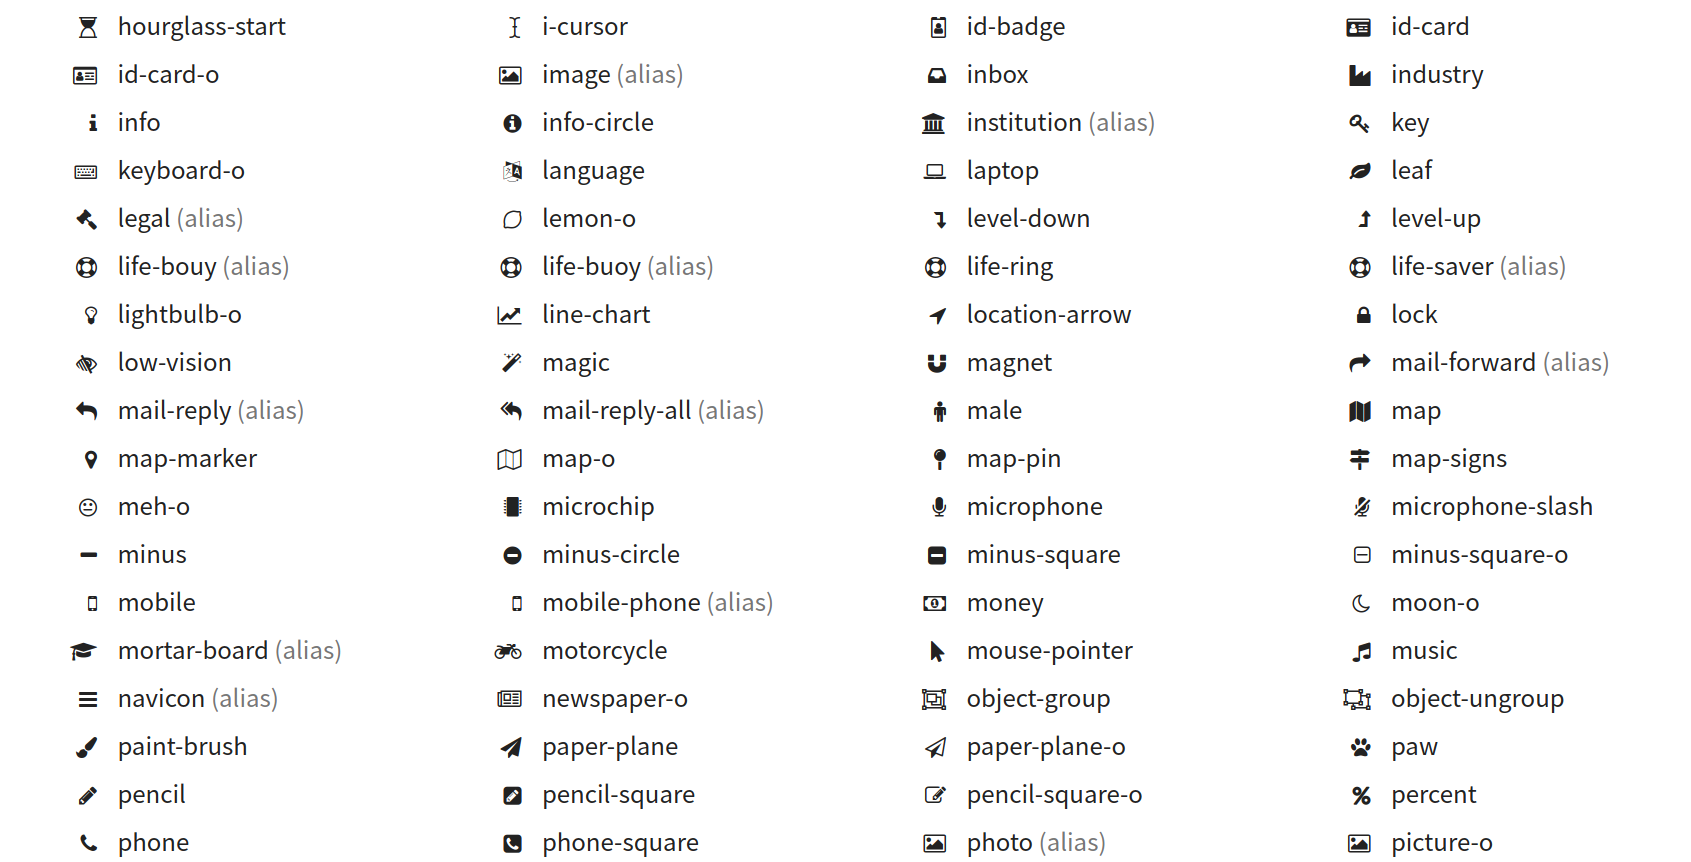 hourglass-start i-cursor id-badge id-card
id-card-o image (alias) inbox industry
info info-circle institution (alias) key
keyboard-o language laptop leaf
legal (alias) lemon-o level-down level-up
life-bouy (alias) life-buoy (alias) life-ring life-saver (alias)
lightbulb-o line-chart location-arrow lock
low-vision magic magnet mail-forward (alias)
mail-reply (alias) mail-reply-all (alias) male map
map-marker map-o map-pin map-signs
meh-o microchip microphone microphone-slash
minus minus-circle minus-square minus-square-o
mobile mobile-phone (alias) money moon-o
mortar-board (alias) motorcycle mouse-pointer music
navicon (alias) newspaper-o object-group object-ungroup
paint-brush paper-plane paper-plane-o paw
pencil pencil-square pencil-square-o percent
phone phone-square photo (alias) picture-o